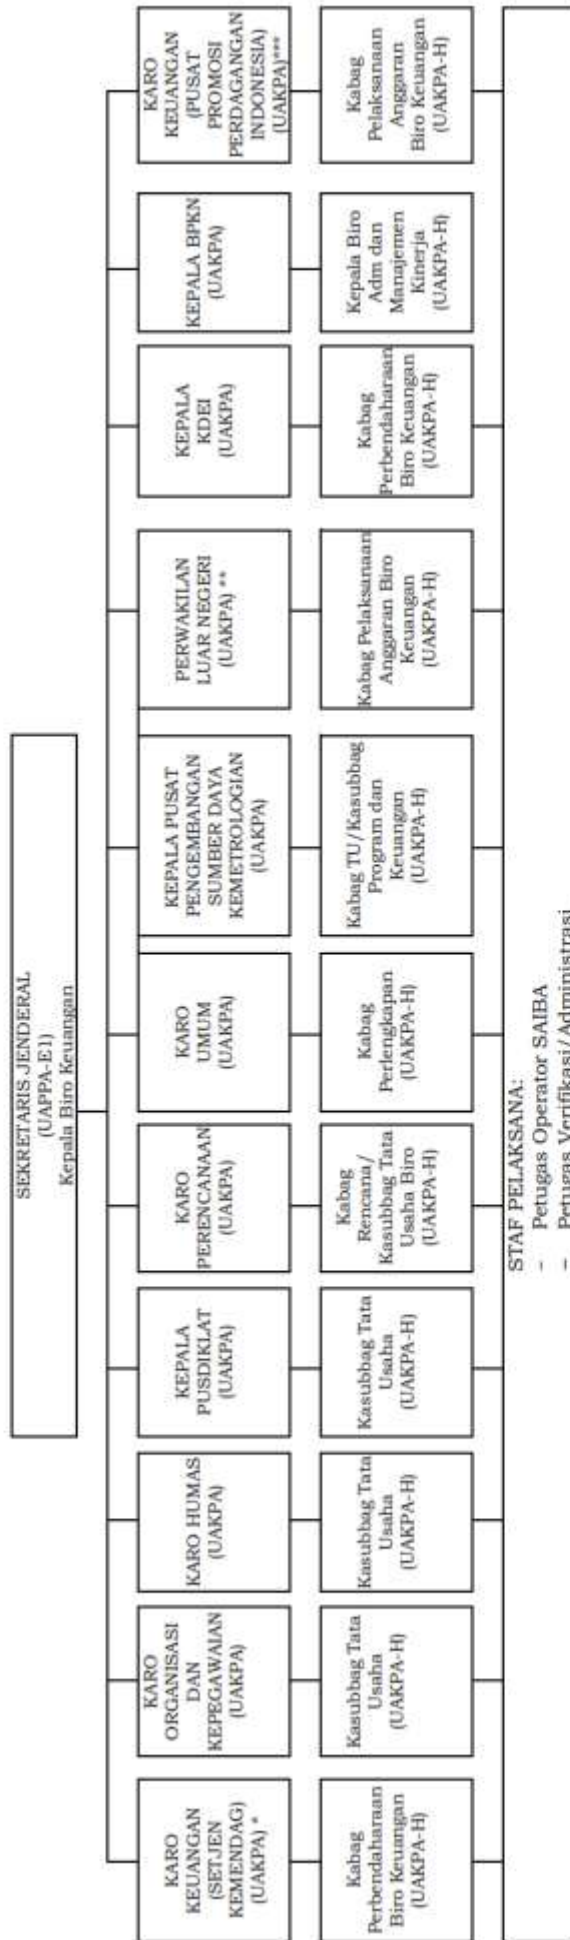 SEKRETARIS JENDERAL
(UAPPA-E1)
Kepala Biro Keuangan
KARO
KEUANGAN
(SETJEN
KEMENDAG)
(UAKPA) *
KARO
ORGANISASI
DAN
KEPEGAWAIAN
(UAKPA)
KARO HUMAS
(UAKPA)
KEPALA
PUSDIKLAT
(UAKPA)
KARO
PERENCANAAN
(UAKPA)
KARO
UMUM
(UAKPA)
KEPALA PUSAT
PENGEMBANGAN
SUMBER DAYA
KEMETROLOGIAN
(UAKPA)
PERWAKILAN
LUAR NEGERI
(UAKPA) **
KEPALA
KDEI
(UAKPA)
KEPALA BPKN
(UAKPA)
KARO
KEUANGAN
(PUSAT
PROMOSI
PERDAGANGAN
INDONESIA)
(UAKPA)***
Kabag
Perbendaharaan
Biro Keuangan
(UAKPA-H)
Kasubbag Tata
Usaha
(UAKPA-H)
Kasubbag Tata
Usaha
(UAKPA-H)
Kasubbag Tata
Usaha
(UAKPA-H)
Kabag
Rencana/
Kasubbag Tata
Usaha Biro
(UAKPA-H)
Kabag
Perlengkapan
(UAKPA-H)
Kabag TU/Kasubbag
Program dan
Keuangan
(UAKPA-H)
Kabag Pelaksanaan
Anggaran Biro
Keuangan
(UAKPA-H)
Kabag
Perbendaharaan
Biro Keuangan
(UAKPA-H)
Kepala Biro
Adm dan
Manajemen
Kinerja
(UAKPA-H)
Kabag
Pelaksanaan
Anggaran
Biro Keuangan
(UAKPA-H)
STAF PELAKSANA:
- Petugas Operator SAIBA
- Petugas Verifikasi/Administrasi